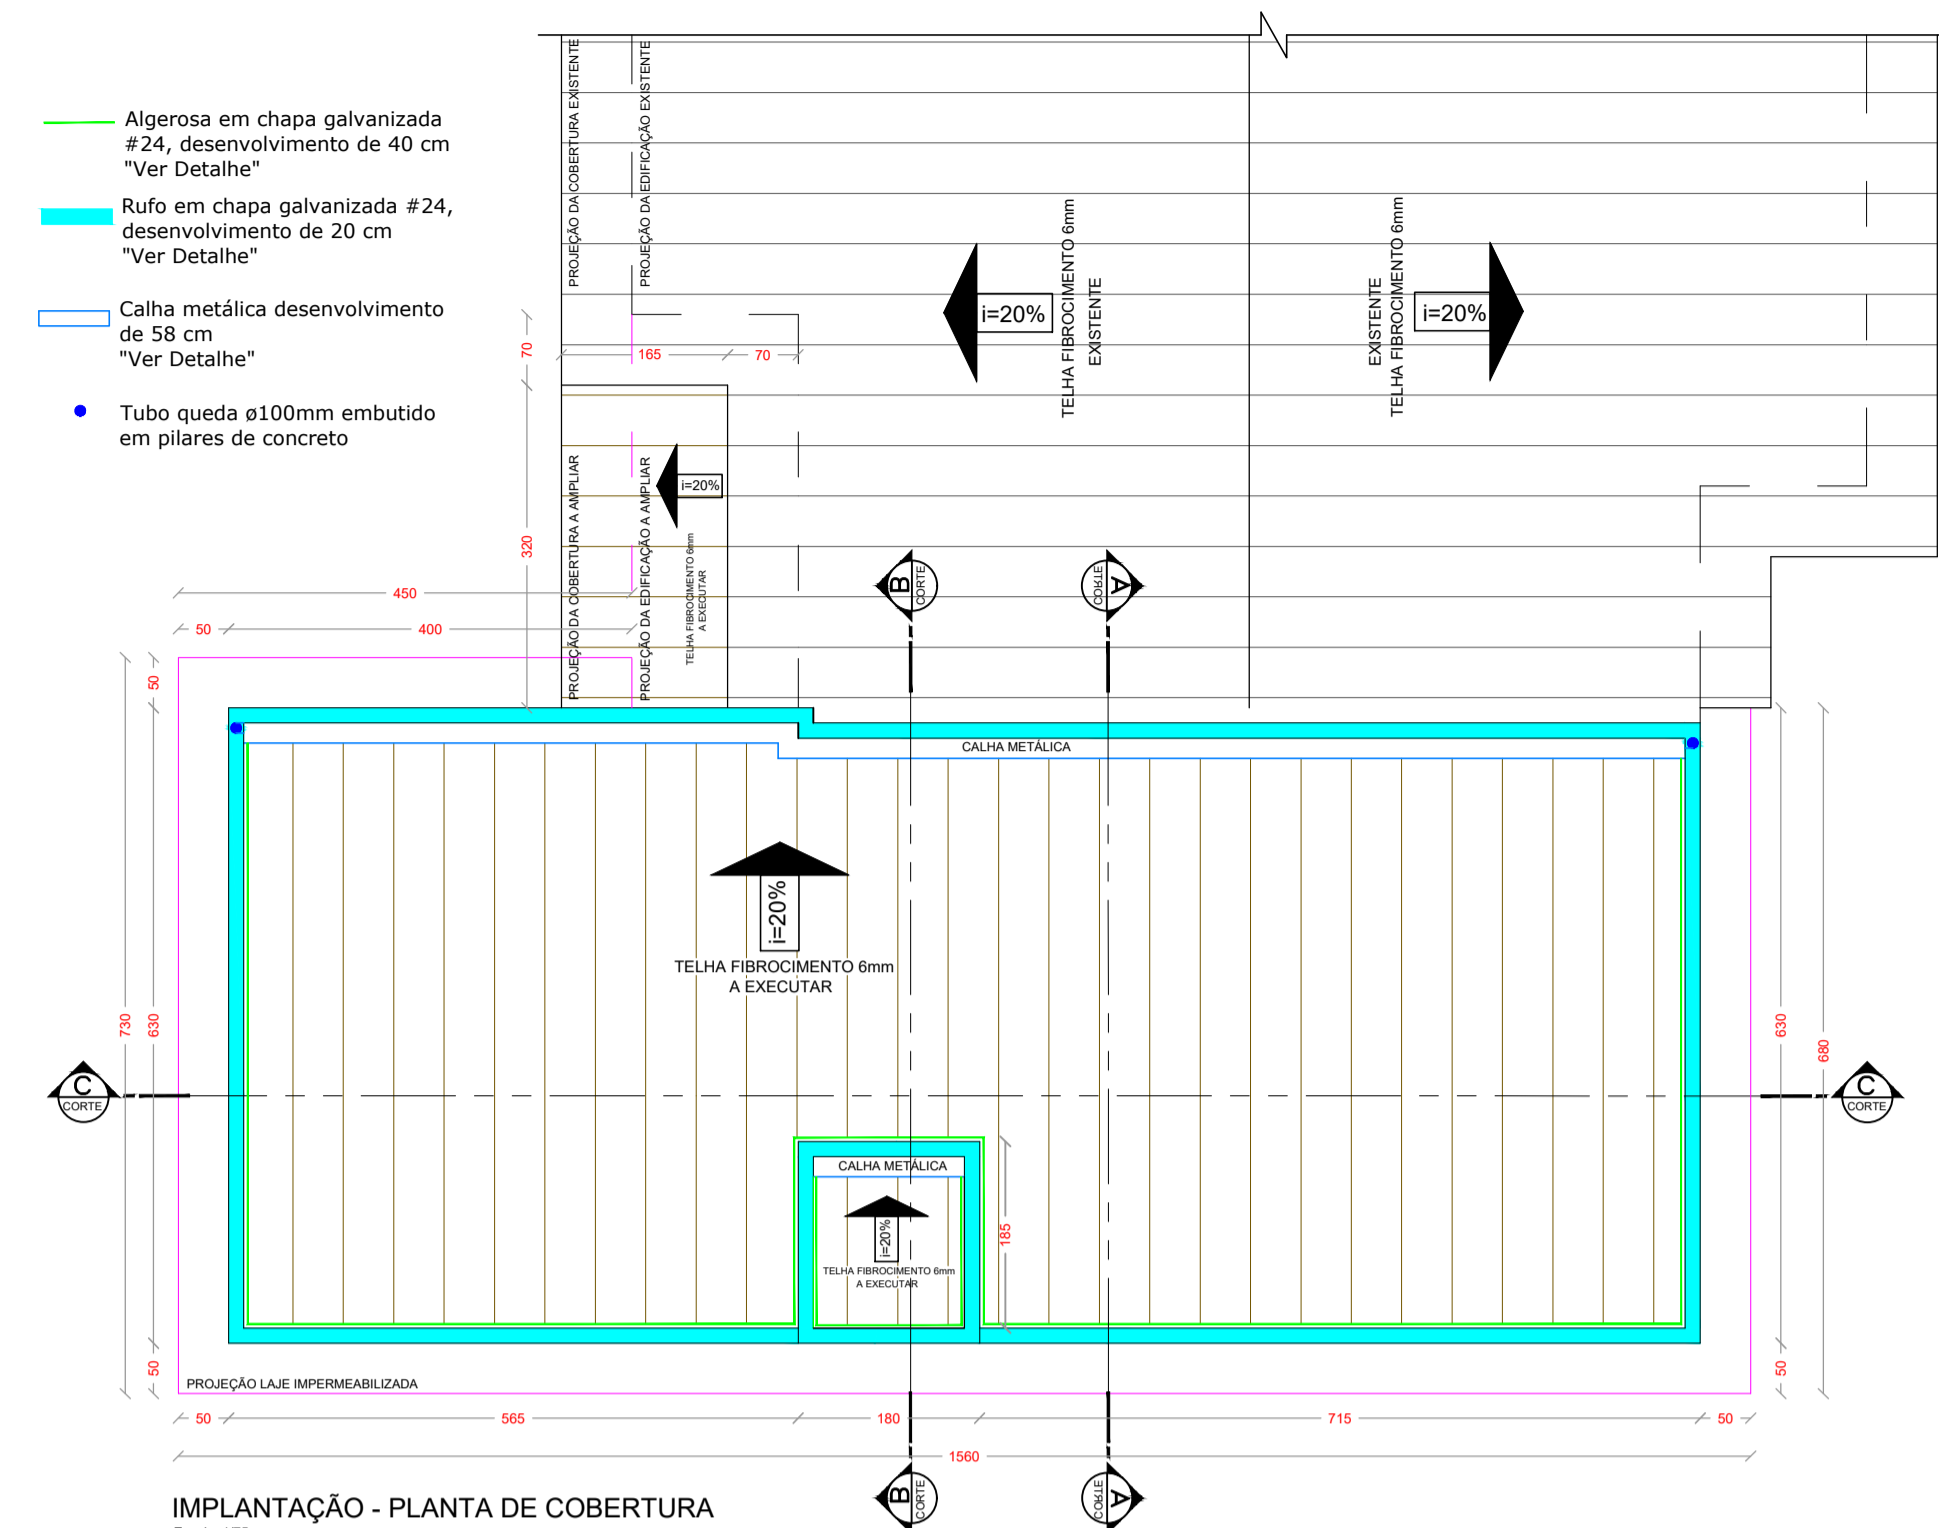 Algerosa em chapa galvanizada
#24, desenvolvimento de 40 cm
"Ver Detalhe"
Rufo em chapa galvanizada #24,
desenvolvimento de 20 cm
"Ver Detalhe"
Calha metálica desenvolvimento
de 58 cm
"Ver Detalhe"
Tubo queda ø100mm embutido
em pilares de concreto
PROJEÇÃO DA COBERTURA EXISTENTE
PROJEÇÃO DA EDIFICAÇÃO EXISTENTE
i=20%
TELHA FIBROCIMENTO 6mm
EXISTENTE
EXISTENTE
TELHA FIBROCIMENTO 6mm
i=20%
70
165
70
320
PROJEÇÃO DA COBERTURA A AMPLIAR
PROJEÇÃO DA EDIFICAÇÃO A AMPLIAR
i=20%
TELHA FIBROCIMENTO 6mm
A EXECUTAR
B
CORTE
A
CORTE
450
50
400
50
CALHA METÁLICA
i=20%
TELHA FIBROCIMENTO 6mm
A EXECUTAR
730
630
630
680
C
CORTE
C
CORTE
CALHA METÁLICA
i=20%
TELHA FIBROCIMENTO 6mm
A EXECUTAR
185
50
50
PROJEÇÃO LAJE IMPERMEABILIZADA
50
565
180
715
50
1560
B
CORTE
A
CORTE
IMPLANTAÇÃO - PLANTA DE COBERTURA